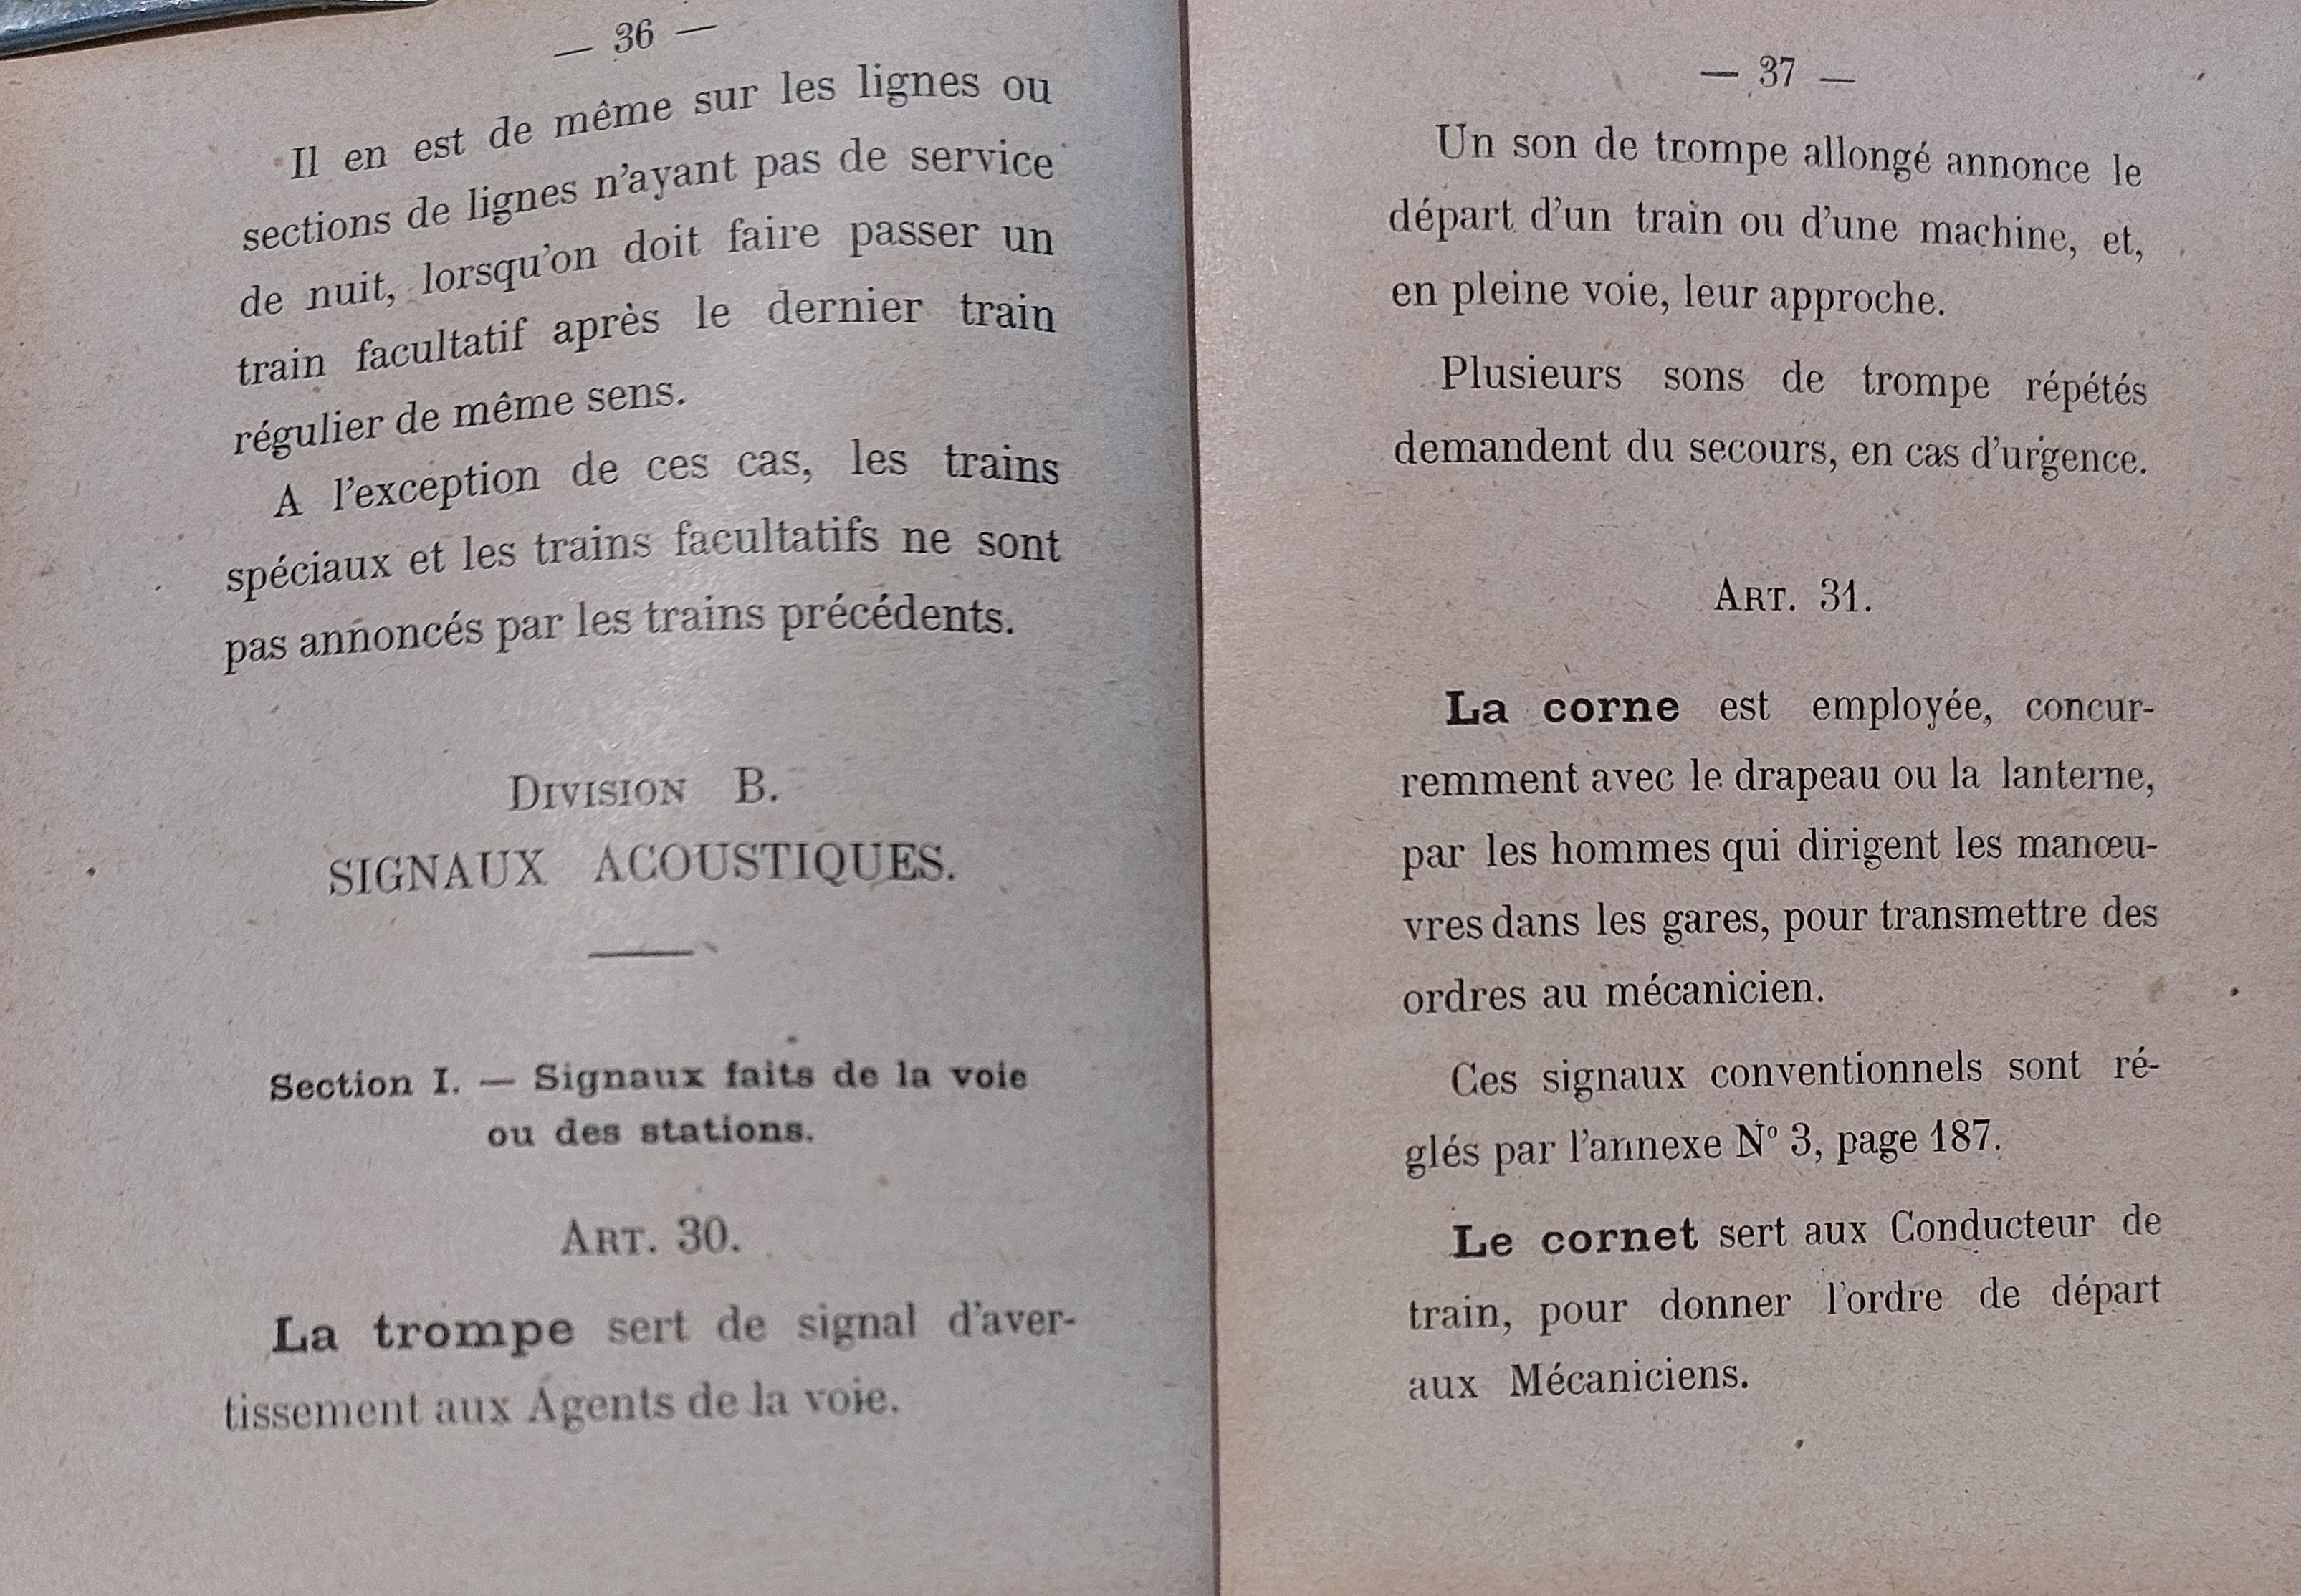 — 36 —
Il en est de même sur les lignes ou
sections de lignes n'ayant pas de service
de nuit, lorsqu'on doit faire passer un
train facultatif après le dernier train
régulier de même sens.
A l'exception de ces cas, les trains
spéciaux et les trains facultatifs ne sont
pas annoncés par les trains précédents.
DIVISION B.
SIGNAUX ACOUSTIQUES.
Section I. — Signaux faits de la voie
ou des stations.
ART. 30.
La trompe sert de signal d'aver-
tissement aux Agents de la voie.
— 37 —
Un son de trompe allongé annonce le
départ d'un train ou d'une machine, et,
en pleine voie, leur approche.
Plusieurs sons de trompe répétés
demandent du secours, en cas d'urgence.
ART. 31.
La corne est employée, concur-
remment avec le drapeau ou la lanterne,
par les hommes qui dirigent les manœu-
vres dans les gares, pour transmettre des
ordres au mécanicien.
Ces signaux conventionnels sont ré-
glés par l'annexe Nº 3, page 187.
Le cornet sert aux Conducteur de
train, pour donner l'ordre de départ
aux Mécaniciens.